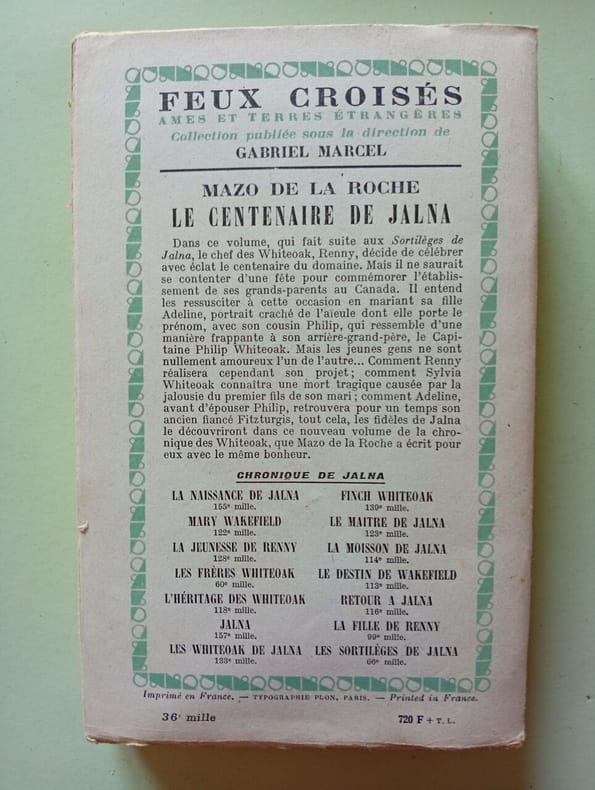 FEUX CROISÉS
AMES ET TERRES ÉTRANGÈRES
Collection publiée sous la direction de
GABRIEL MARCEL
MAZO DE LA ROCHE
LE CENTENAIRE DE JALNA
Dans ce volume, qui fait suite aux Sortilèges de
Jalna, le chef des Whiteoak, Renny, décide de célébrer
avec éclat le centenaire du domaine. Mais il ne saurait
se contenter d'une fête pour commémorer l'établis-
sement de ses grands-parents au Canada. Il entend
les ressusciter à cette occasion en mariant sa fille
Adeline, portrait craché de l'aïeule dont elle porte le
prénom, avec son cousin Philip, qui ressemble d'une
manière frappante à son arrière-grand-père, le Capi-
taine Philip Whiteoak. Mais les jeunes gens ne sont
nullement amoureux l'un de l'autre... Comment Renny
réalisera cependant son projet; comment Sylvia
Whiteoak connaîtra une mort tragique causée par la
jalousie du premier fils de son mari; comment Adeline,
avant d'épouser Philip, retrouvera pour un temps son
ancien fiancé Fitzturgis, tout cela, les fidèles de Jalna
le découvriront dans ce nouveau volume de la chro-
nique des Whiteoak, que Mazo de la Roche a écrit pour
eux avec le même bonheur.
CHRONIQUE DE JALNA
LA NAISSANCE DE JALNA
155e mille.
MARY WAKEFIELD
122e mille.
LA JEUNESSE DE RENNY
128e mille.
LES FRÈRES WHITEOAK
60e mille.
L'HÉRITAGE DES WHITEOAK
118e mille.
JALNA
157e mille.
LES WHITEOAK DE JALNA
133e mille.
FINCH WHITEOAK
139e mille.
LE MAITRE DE JALNA
123e mille.
LA MOISSON DE JALNA
114e mille.
LE DESTIN DE WAKEFIELD
113e mille.
RETOUR A JALNA
116e mille.
LA FILLE DE RENNY
99e mille.
LES SORTILÈGES DE JALNA
66e mille.
Imprimé en France. — TYPOGRAPHIE PLON, PARIS. — Printed in France.
36e mille
720 F + T. L.